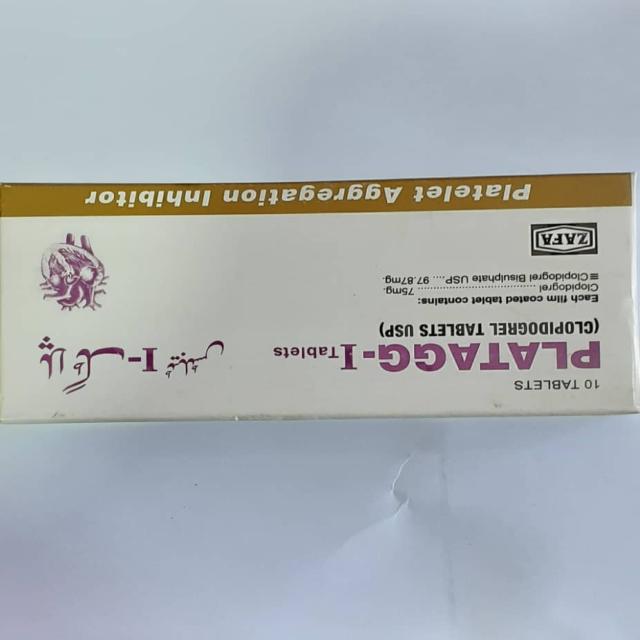 10 TABLETS
PLATAGG-I Tablets
I- ٹیبلٹس
(CLOPIDOGREL TABLETS USP)
Each film coated tablet contains:
Clopidogrel .............................. 75mg.
≡Clopidogrel Bisulphate USP.... 97.87mg.
ZAFA
Platelet Aggregation Inhibitor